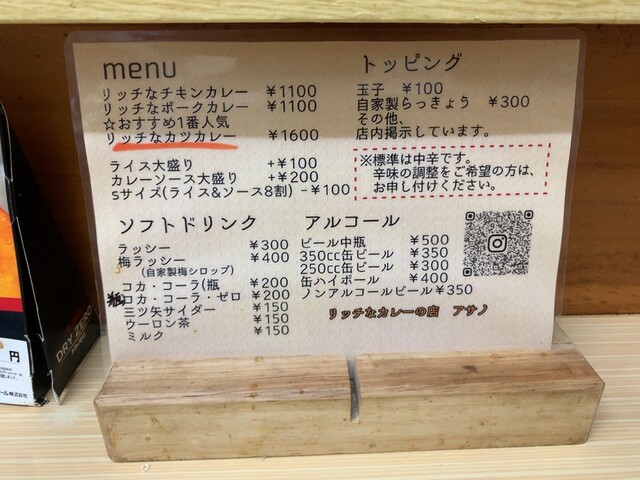 menu
リッチなチキンカレー ¥1100
リッチなポークカレー ¥1100
☆おすすめ1番人気
リッチなカツカレー ¥1600
ライス大盛り +¥100
カレーソース大盛り +¥200
sサイズ(ライス&ソース8割) -¥100
トッピング
玉子 ¥100
自家製らっきょう ¥300
その他、
店内掲示しています。
※標準は中辛です。
辛味の調整をご希望の方は、
お申し付けください。
ソフトドリンク
ラッシー ¥300
梅ラッシー ¥400
(自家製梅シロップ)
コカ・コーラ(瓶 ¥200
瓶 コカ・コーラ・ゼロ ¥200
三ツ矢サイダー ¥150
ウーロン茶 ¥150
ミルク ¥150
アルコール
ビール中瓶 ¥500
350cc缶ビール ¥350
250cc缶ビール ¥300
缶ハイボール ¥400
ノンアルコールビール ¥350
リッチなカレーの店 アサノ
DRY ZERO
円